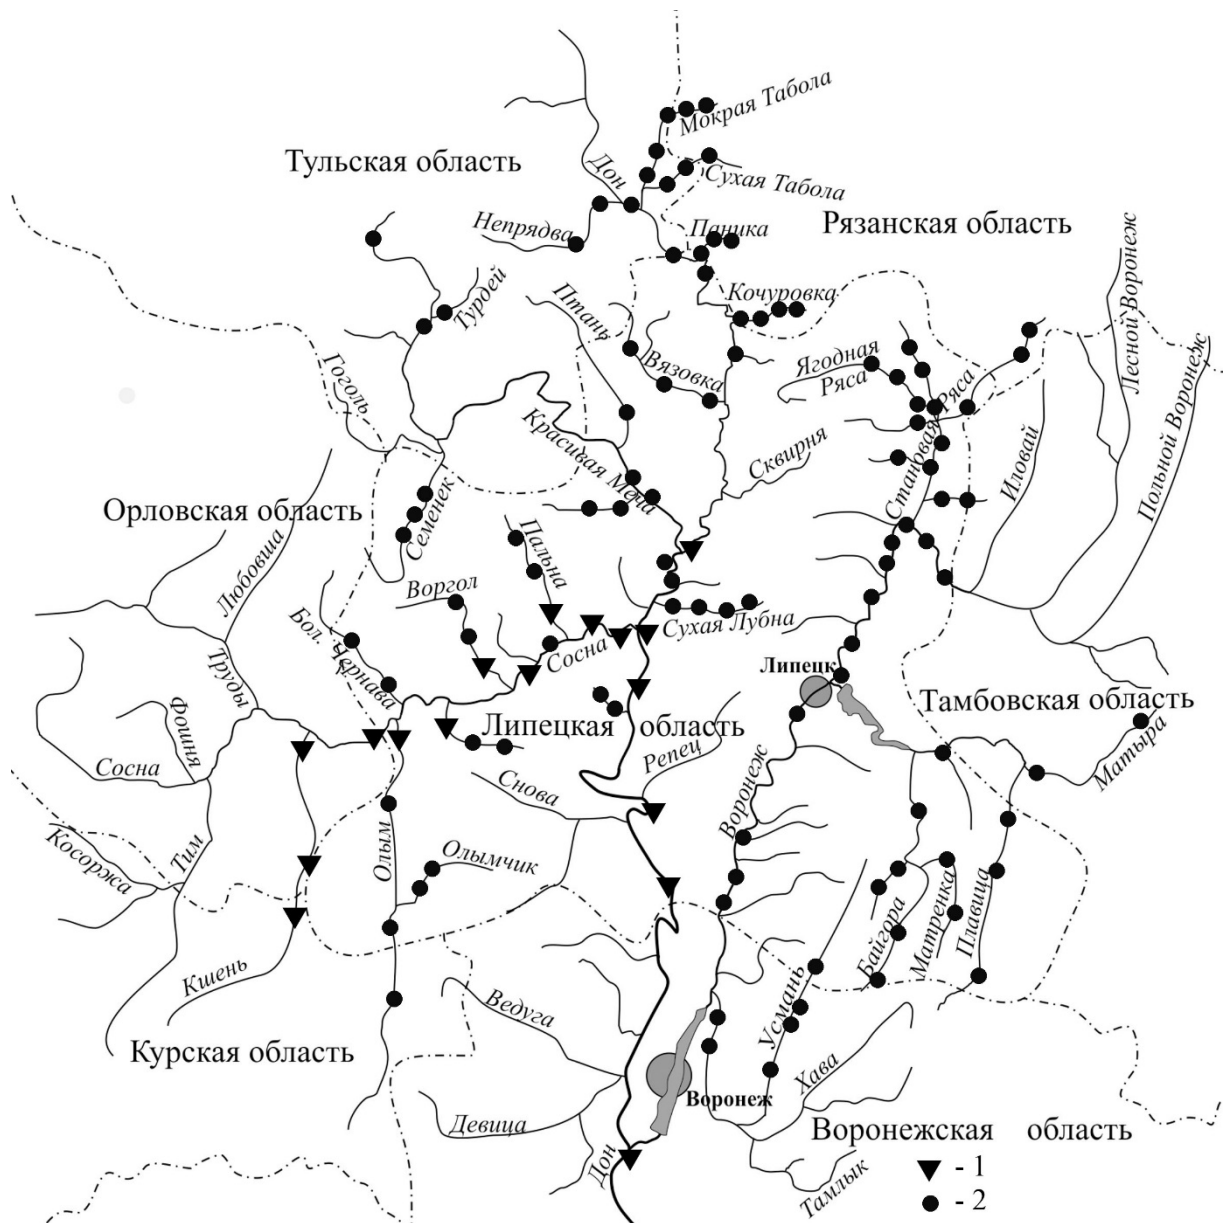 Мокрая Табола
Тульская область
Дон
Сухая Табола
Непрядва
Паника
Рязанская область
Лесной Воронеж
Турдей
Птань
Кочуровка
Гоголь
Вязовка
Ягодная
Ряса
Становая Ряса
Польной Воронеж
Красивая Меча
Сквирня
Иловай
Орловская область
Семенек
Пальна
Любовша
Воргол
Бол. Чернава
Сосна
Сухая Лубна
Труды
Липецк
Фошня
Липецкая область
Тамбовская область
Матыра
Сосна
Снова
Репец
Воронеж
Косоржа
Тим
Олым
Олымчик
Байгора
Матренка
Плавица
Кшень
Ведуга
Усмань
Курская область
Хава
Воронеж
Девица
Воронежская область
Дон
Тамлык
- 1
- 2